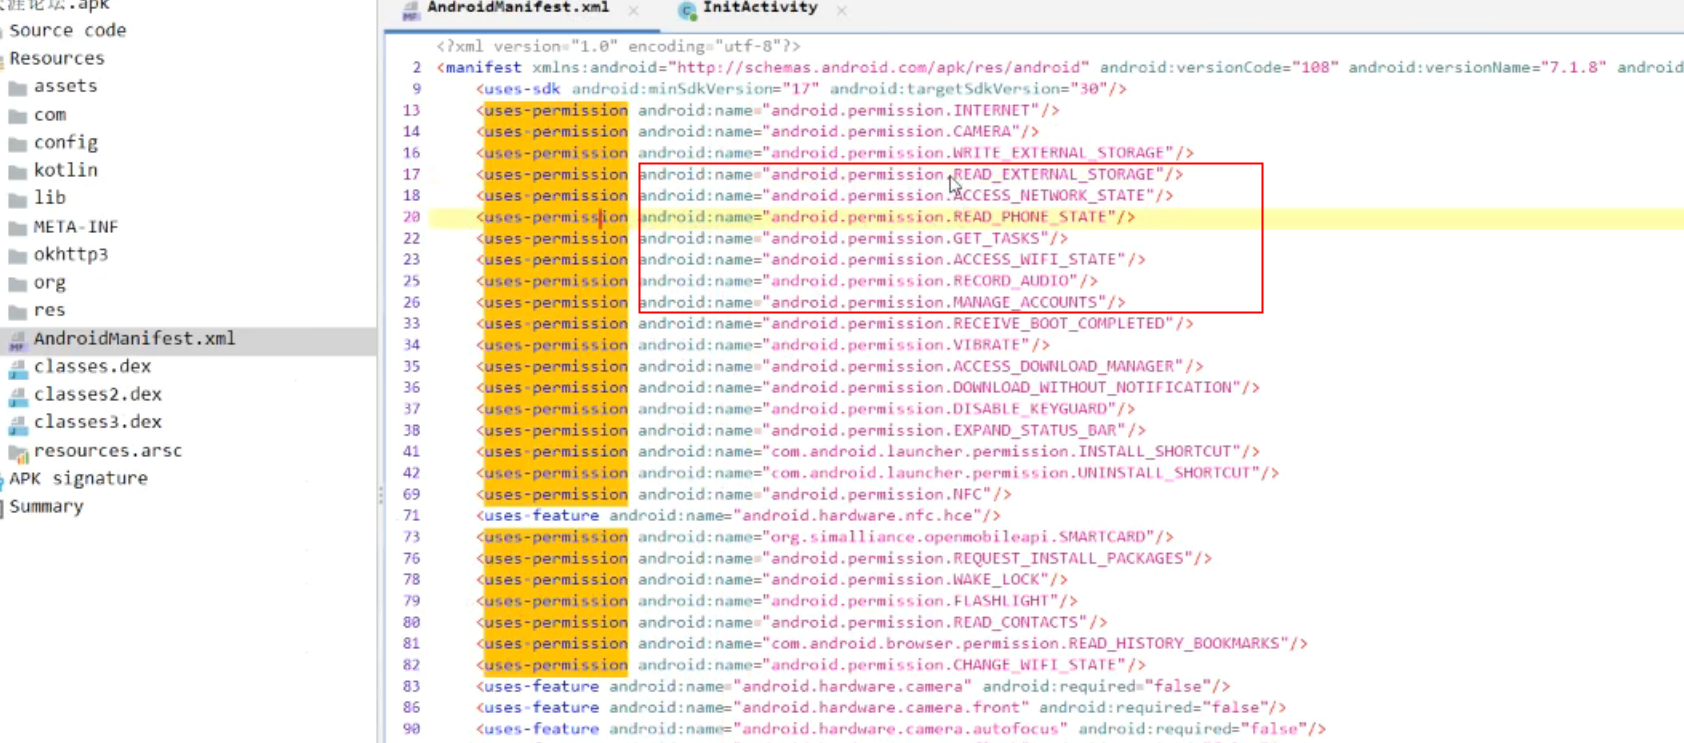 涯论坛.apk
Source code
Resources
assets
com
config
kotlin
lib
META-INF
okhttp3
org
res
AndroidManifest.xml
classes.dex
classes2.dex
classes3.dex
resources.arsc
APK signature
Summary
AndroidManifest.xml × InitActivity ×
<?xml version="1.0" encoding="utf-8"?>
2 <manifest xmlns:android="http://schemas.android.com/apk/res/android" android:versionCode="108" android:versionName="7.1.8" android
9 <uses-sdk android:minSdkVersion="17" android:targetSdkVersion="30"/>
13 <uses-permission android:name="android.permission.INTERNET"/>
14 <uses-permission android:name="android.permission.CAMERA"/>
16 <uses-permission android:name="android.permission.WRITE_EXTERNAL_STORAGE"/>
17 <uses-permission android:name="android.permission.READ_EXTERNAL_STORAGE"/>
18 <uses-permission android:name="android.permission.ACCESS_NETWORK_STATE"/>
20 <uses-permission android:name="android.permission.READ_PHONE_STATE"/>
22 <uses-permission android:name="android.permission.GET_TASKS"/>
23 <uses-permission android:name="android.permission.ACCESS_WIFI_STATE"/>
25 <uses-permission android:name="android.permission.RECORD_AUDIO"/>
26 <uses-permission android:name="android.permission.MANAGE_ACCOUNTS"/>
33 <uses-permission android:name="android.permission.RECEIVE_BOOT_COMPLETED"/>
34 <uses-permission android:name="android.permission.VIBRATE"/>
35 <uses-permission android:name="android.permission.ACCESS_DOWNLOAD_MANAGER"/>
36 <uses-permission android:name="android.permission.DOWNLOAD_WITHOUT_NOTIFICATION"/>
37 <uses-permission android:name="android.permission.DISABLE_KEYGUARD"/>
38 <uses-permission android:name="android.permission.EXPAND_STATUS_BAR"/>
41 <uses-permission android:name="com.android.launcher.permission.INSTALL_SHORTCUT"/>
42 <uses-permission android:name="com.android.launcher.permission.UNINSTALL_SHORTCUT"/>
69 <uses-permission android:name="android.permission.NFC"/>
71 <uses-feature android:name="android.hardware.nfc.hce"/>
73 <uses-permission android:name="org.simalliance.openmobileapi.SMARTCARD"/>
76 <uses-permission android:name="android.permission.REQUEST_INSTALL_PACKAGES"/>
78 <uses-permission android:name="android.permission.WAKE_LOCK"/>
79 <uses-permission android:name="android.permission.FLASHLIGHT"/>
80 <uses-permission android:name="android.permission.READ_CONTACTS"/>
81 <uses-permission android:name="com.android.browser.permission.READ_HISTORY_BOOKMARKS"/>
82 <uses-permission android:name="android.permission.CHANGE_WIFI_STATE"/>
83 <uses-feature android:name="android.hardware.camera" android:required="false"/>
86 <uses-feature android:name="android.hardware.camera.front" android:required="false"/>
90 <uses-feature android:name="android.hardware.camera.autofocus" android:required="false"/>